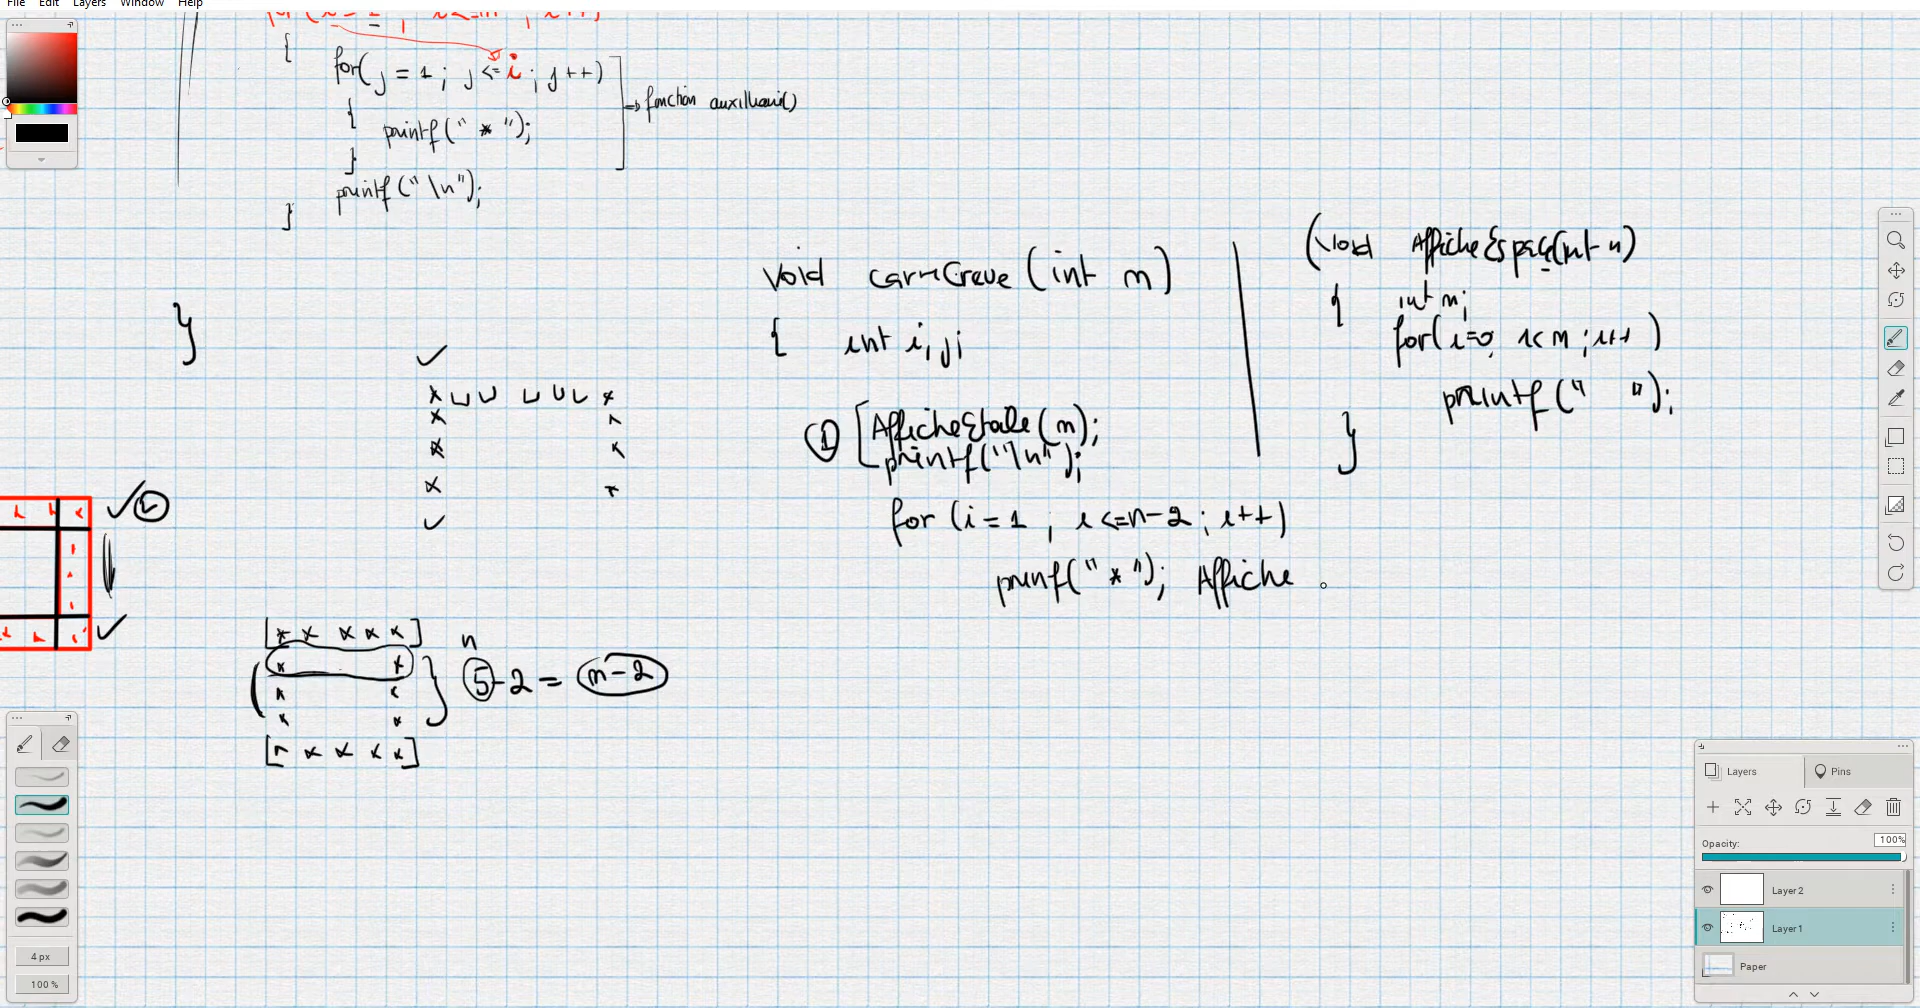 File Edit Layers Window Help
{
for(j = 1 ; j <= i ; j++)
→ fonction auxilliaire()
{
printf(" * ");
}
printf("\n");
}
}
void carreCreue (int n)
{ int i, j;
① [AfficheEtoile(n);
printf("\n");
for (i = 1 ; i <= n-2 ; i++)
printf(" * "); Affiche
(void AfficheEspace(int n)
{ int n;
for(i=0, i<n ; i++)
printf("   ");
}
* * * * *
* *
* *
* *
* * * * *
n
5 - 2 = n-2
Layers Pins
Opacity: 100%
Layer 2
Layer 1
Paper
4 px
100 %